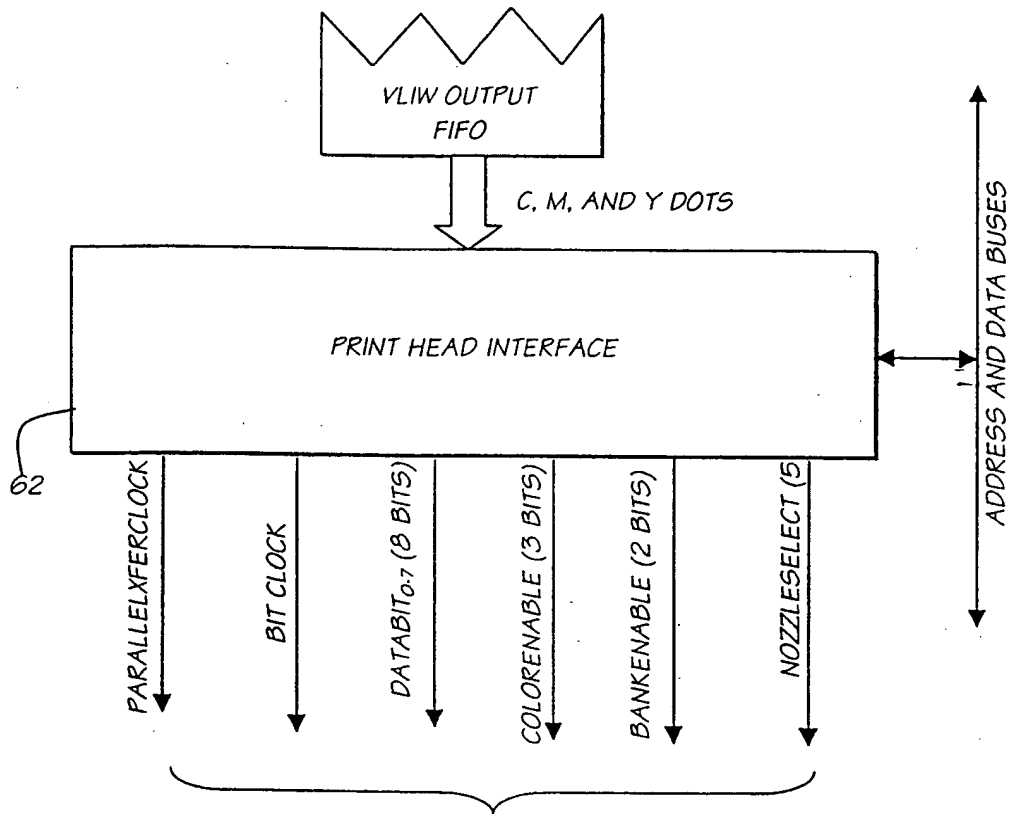 VLIW OUTPUT
FIFO
C, M, AND Y DOTS
PRINT HEAD INTERFACE
ADDRESS AND DATA BUSES
62
PARALLELXFERCLOCK
BIT CLOCK
DATABIT0-7 (8 BITS)
COLORENABLE (3 BITS)
BANKENABLE (2 BITS)
NOZZLESELECT (5